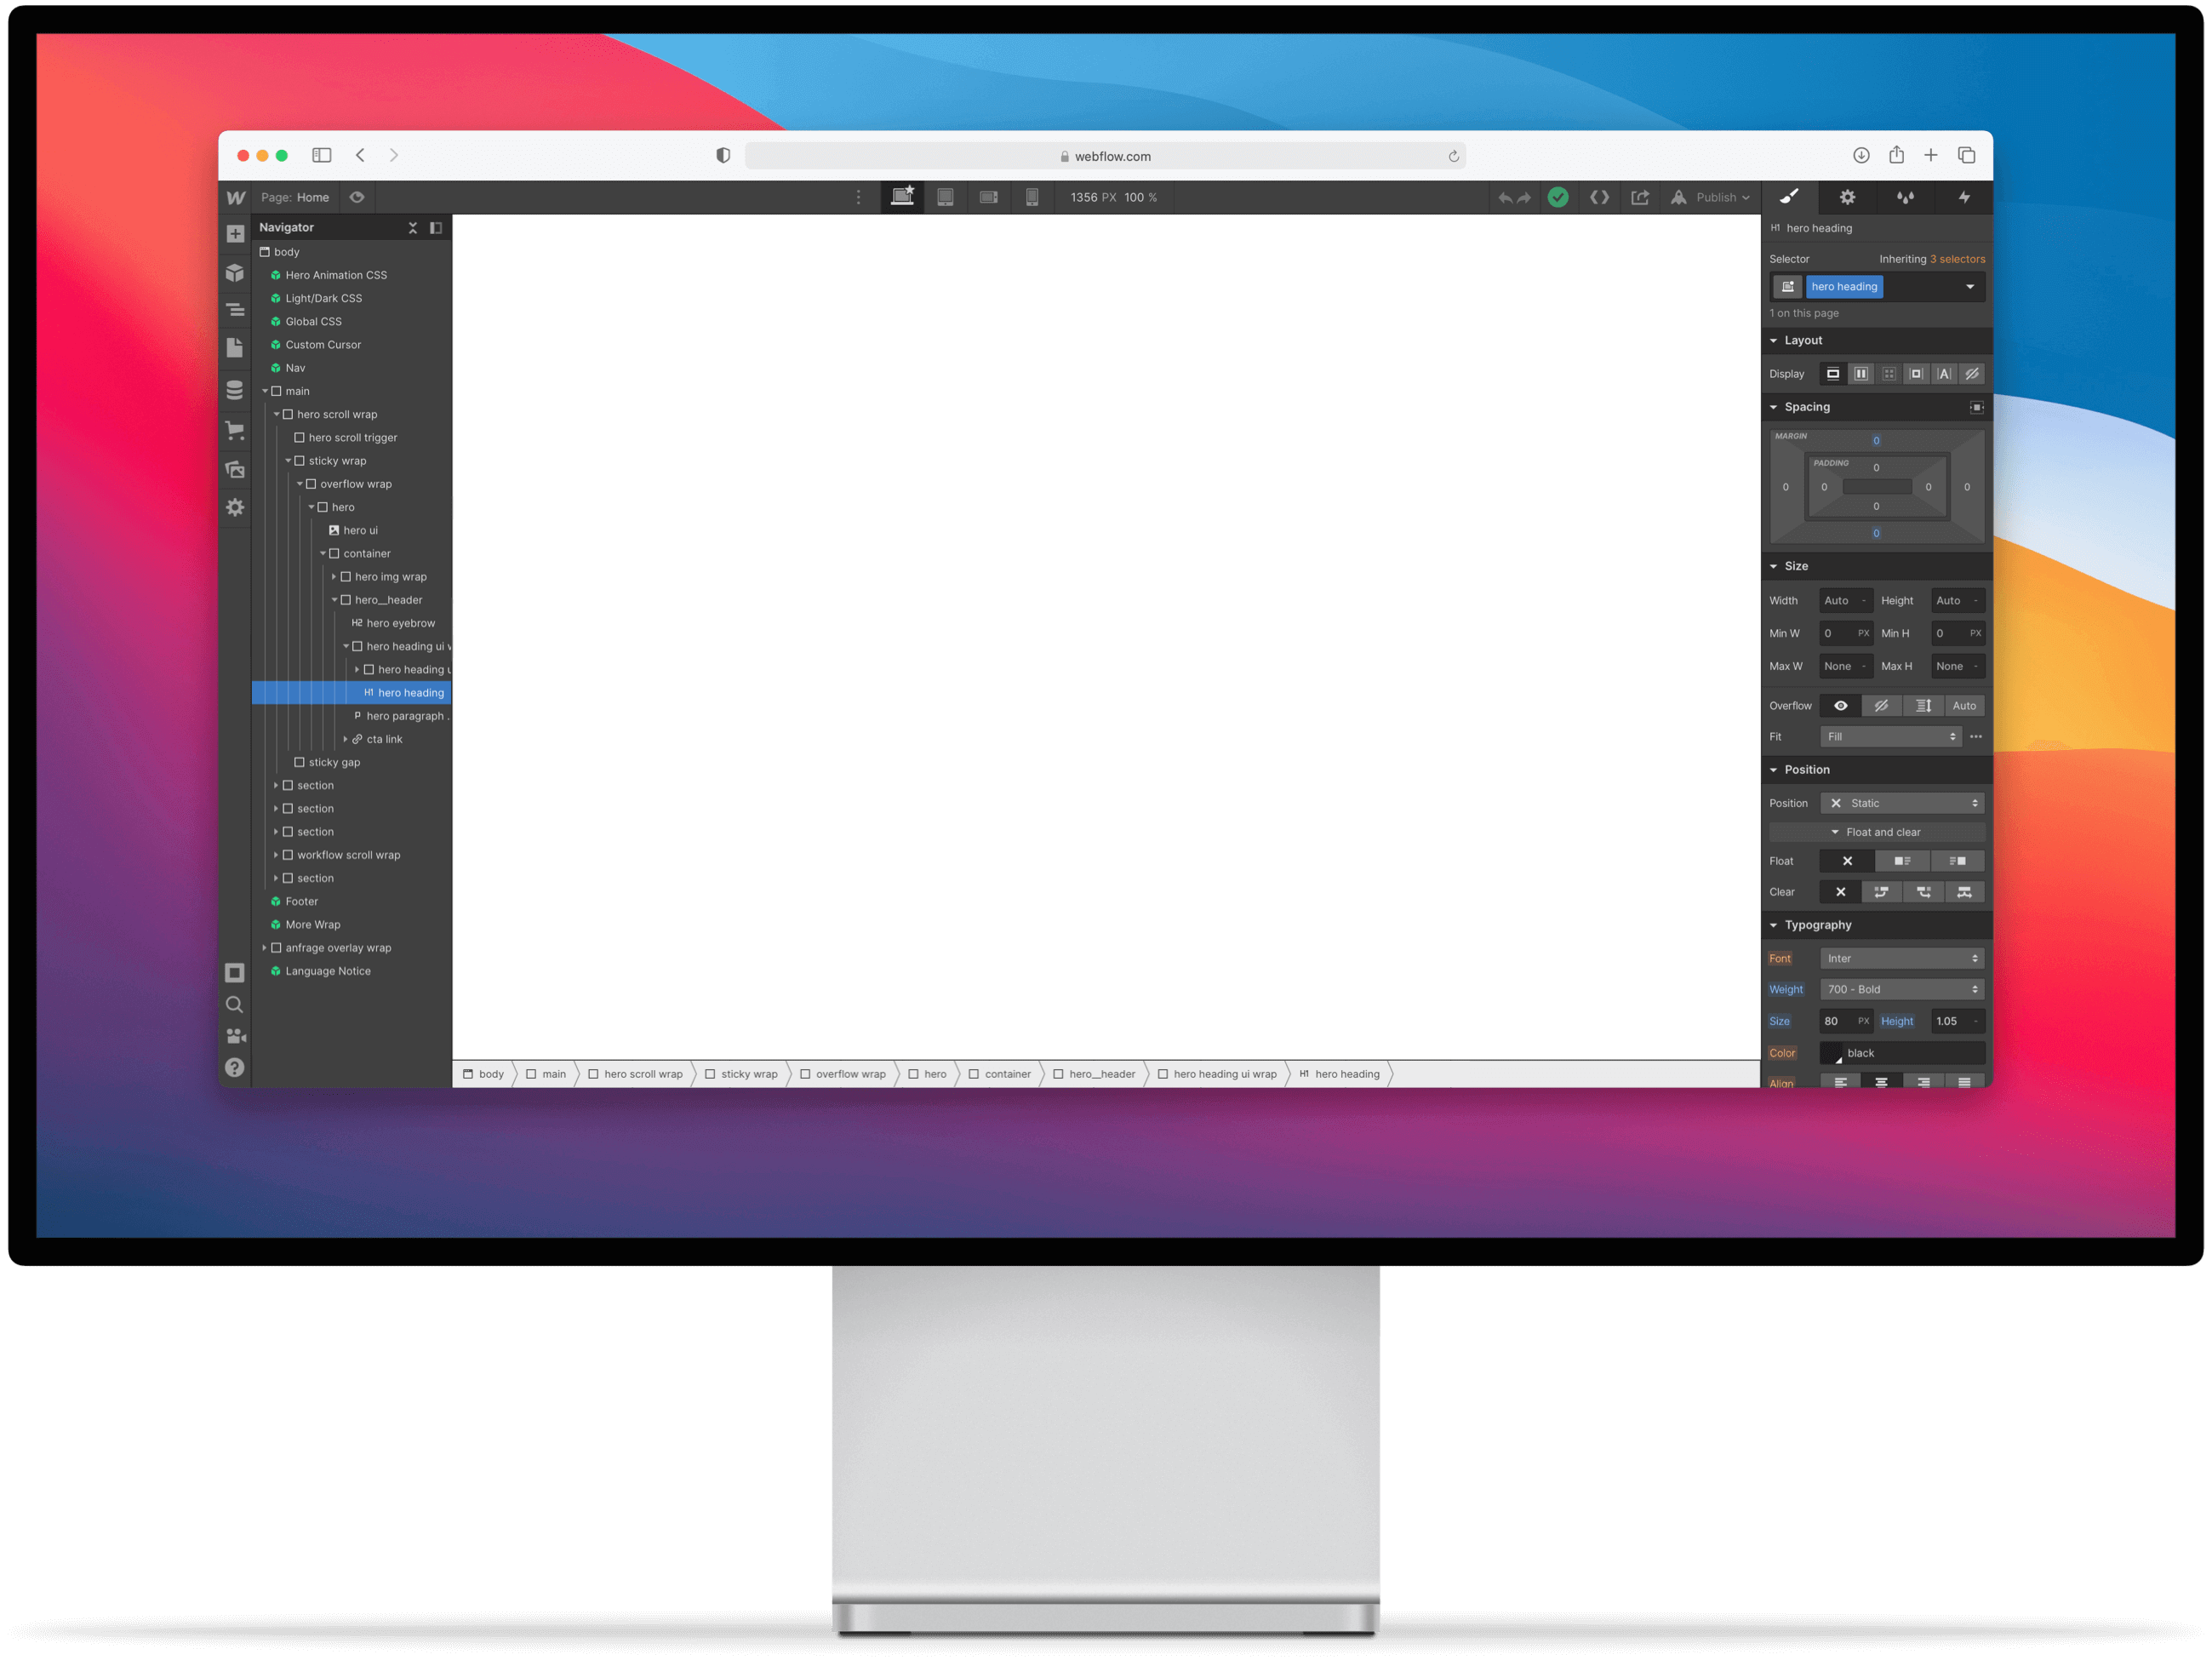 webflow.com
Page: Home
1356 PX 100 %
Publish
Navigator
body
Hero Animation CSS
Light/Dark CSS
Global CSS
Custom Cursor
Nav
main
hero scroll wrap
hero scroll trigger
sticky wrap
overflow wrap
hero
hero ui
container
hero img wrap
hero__header
H2 hero eyebrow
hero heading ui
hero heading
H1 hero heading
P hero paragraph .
cta link
sticky gap
section
section
section
workflow scroll wrap
section
Footer
More Wrap
anfrage overlay wrap
Language Notice
body main hero scroll wrap sticky wrap overflow wrap hero container hero__header hero heading ui wrap H1 hero heading
H1 hero heading
Selector Inheriting 3 selectors
hero heading
1 on this page
Layout
Display
Spacing
MARGIN 0
PADDING 0
0 0 0 0
0
0
Size
Width Auto - Height Auto -
Min W 0 PX Min H 0 PX
Max W None - Max H None -
Overflow Auto
Fit Fill
Position
Position Static
Float and clear
Float
Clear
Typography
Font Inter
Weight 700 - Bold
Size 80 PX Height 1.05 -
Color black
Align